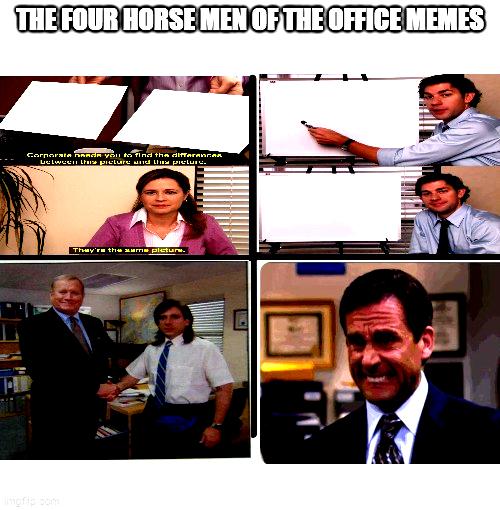 THE FOUR HORSE MEN OF THE OFFICE MEMES
Corporate needs you to find the differences
between this picture and this picture.
They're the same picture.
imgflip.com